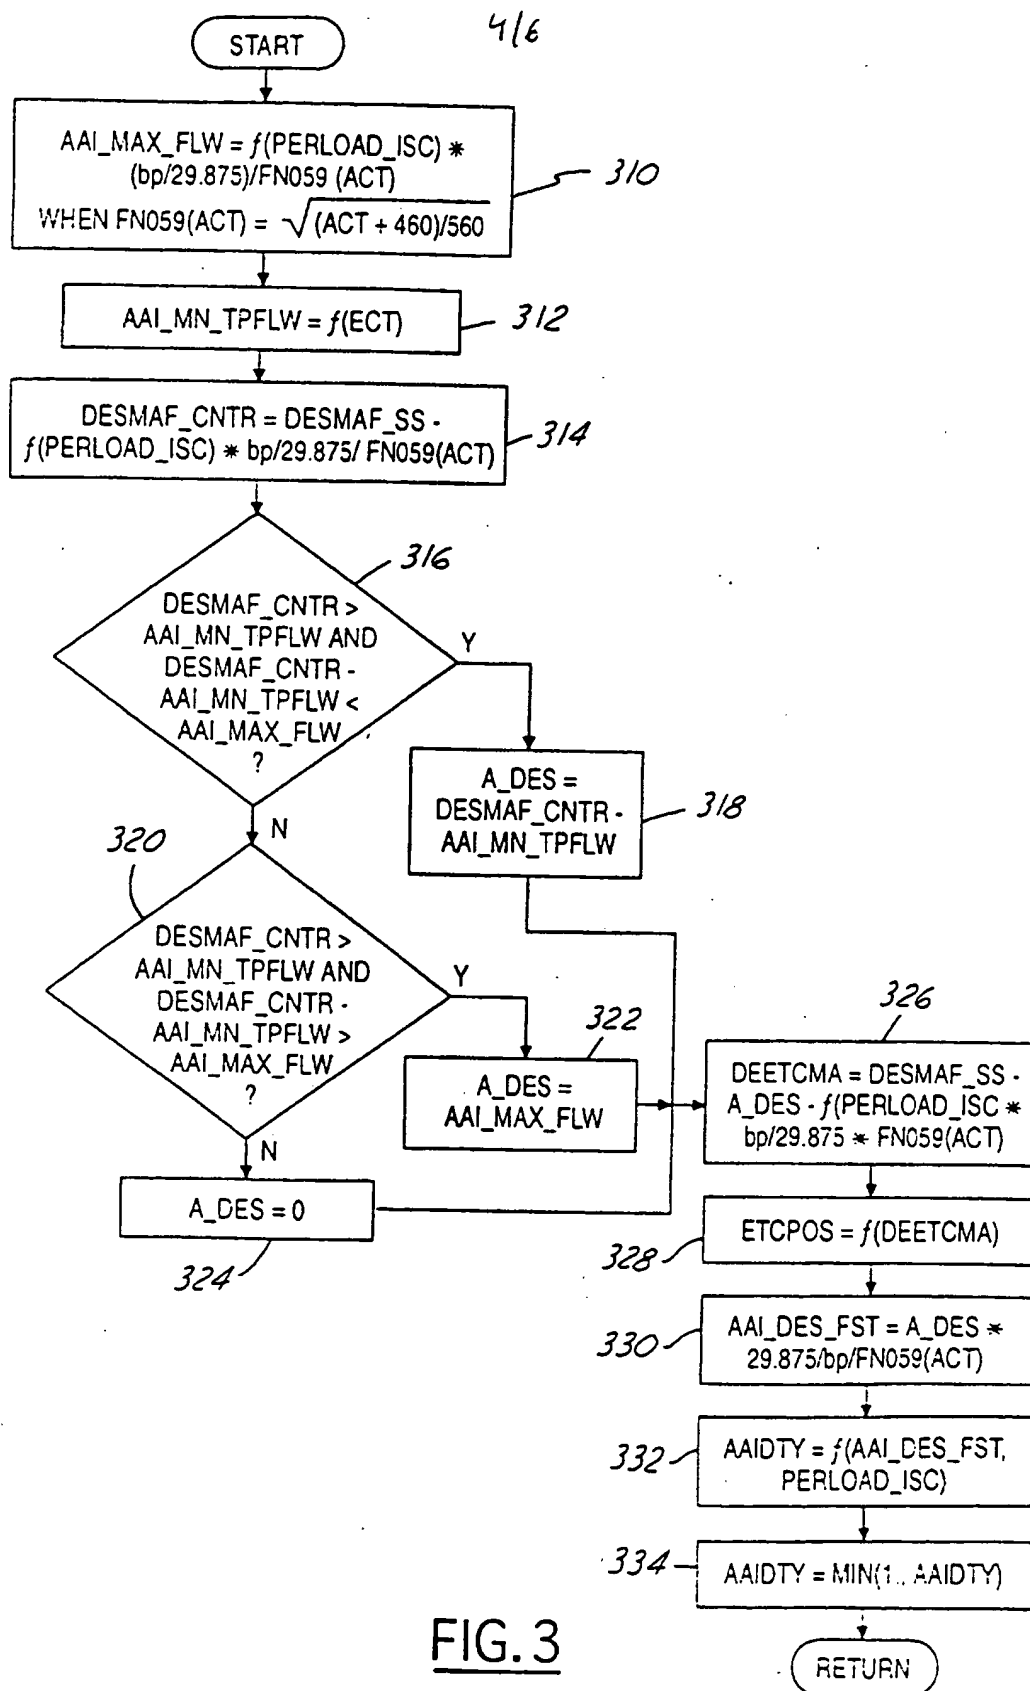 4/6
START
AAI_MAX_FLW = f(PERLOAD_ISC) *
(bp/29.875)/FN059 (ACT)
WHEN FN059(ACT) = √(ACT + 460)/560
310
AAI_MN_TPFLW = f(ECT)
312
DESMAF_CNTR = DESMAF_SS -
f(PERLOAD_ISC) * bp/29.875/ FN059(ACT)
314
316
DESMAF_CNTR >
AAI_MN_TPFLW AND
DESMAF_CNTR -
AAI_MN_TPFLW <
AAI_MAX_FLW
?
Y
N
A_DES =
DESMAF_CNTR -
AAI_MN_TPFLW
318
320
DESMAF_CNTR >
AAI_MN_TPFLW AND
DESMAF_CNTR -
AAI_MN_TPFLW >
AAI_MAX_FLW
?
Y
N
322
A_DES =
AAI_MAX_FLW
A_DES = 0
324
326
DEETCMA = DESMAF_SS -
A_DES - f(PERLOAD_ISC *
bp/29.875 * FN059(ACT)
ETCPOS = f(DEETCMA)
328
AAI_DES_FST = A_DES *
29.875/bp/FN059(ACT)
330
AAIDTY = f(AAI_DES_FST,
PERLOAD_ISC)
332
AAIDTY = MIN(1., AAIDTY)
334
RETURN
FIG. 3